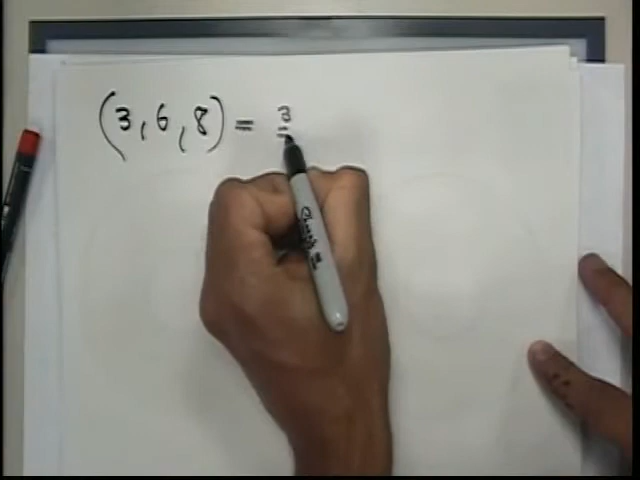 (3,6,8) = 3